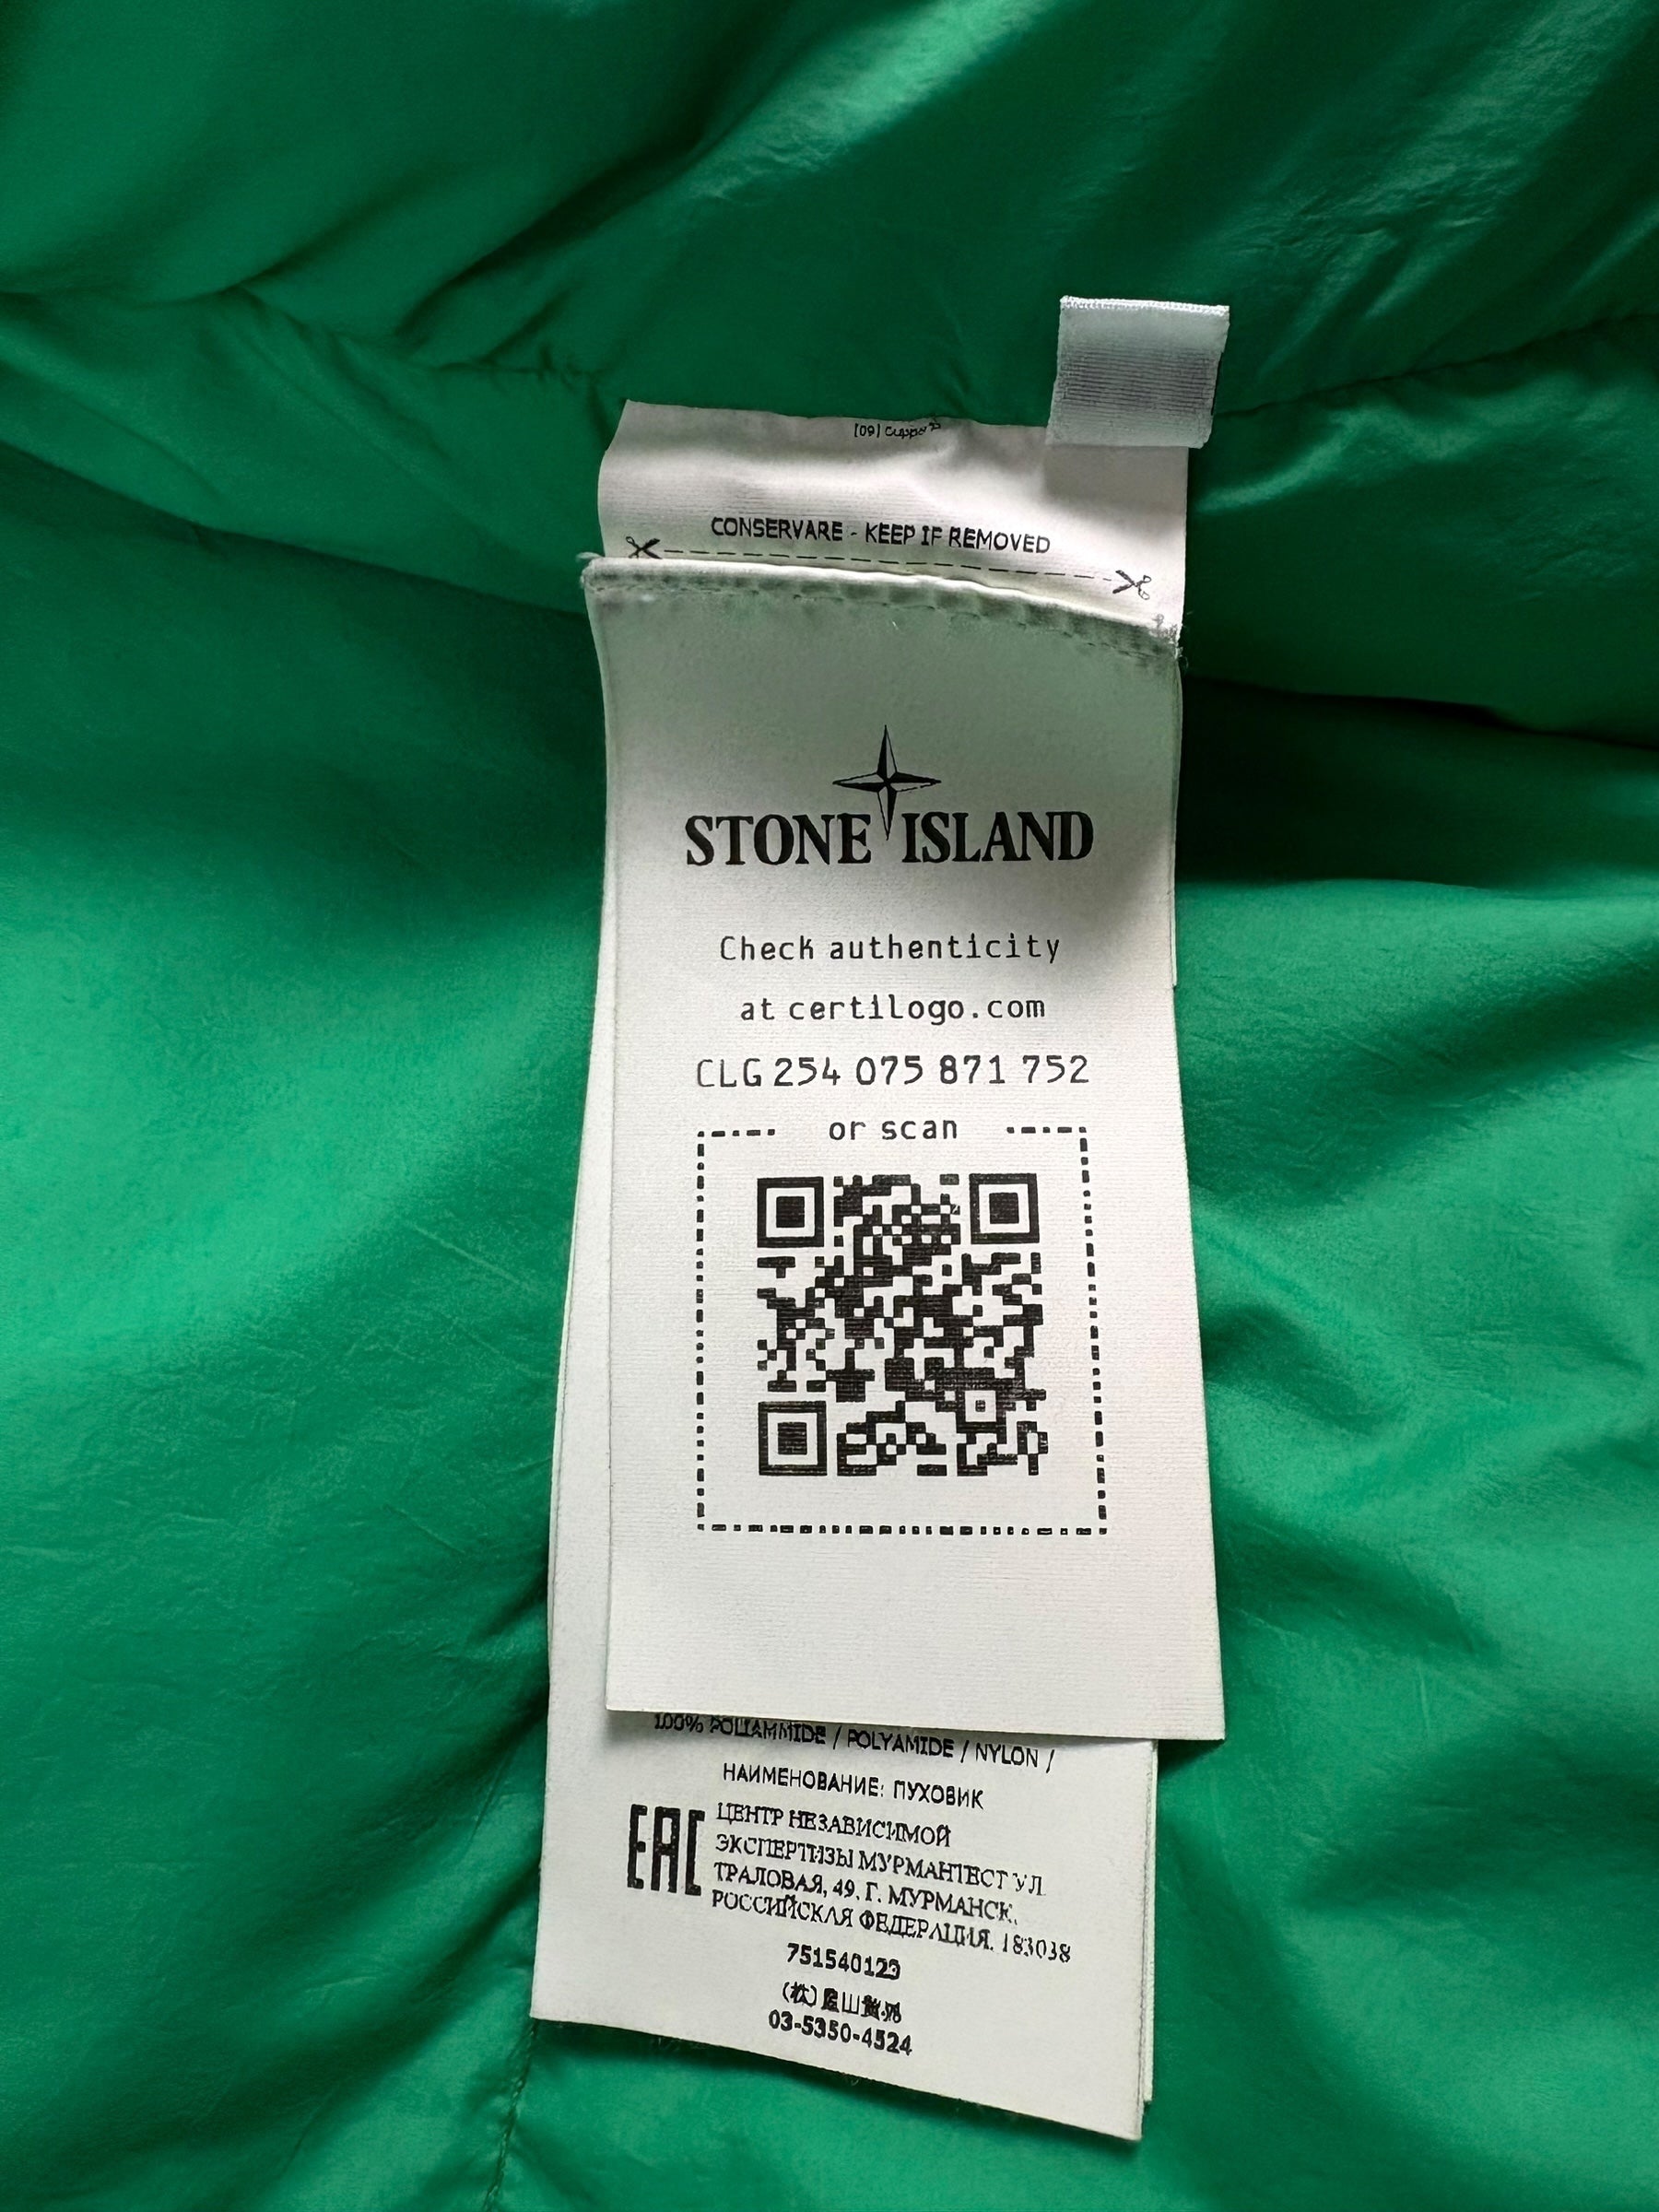 CONSERVARE - KEEP IF REMOVED
STONE ISLAND
Check authenticity
at certilogo.com
CLG 254 075 871 752
or scan
100% POLIAMMIDE / POLYAMIDE / NYLON /
НАИМЕНОВАНИЕ: ПУХОВИК
EAC
ЦЕНТР НЕЗАВИСИМОЙ
ЭКСПЕРТИЗЫ МУРМАНТЕСТ УЛ
ТРАЛОВАЯ, 49, Г. МУРМАНСК,
РОССИЙСКАЯ ФЕДЕРАЦИЯ. 183038
751540123
(株)
03-5350-4524